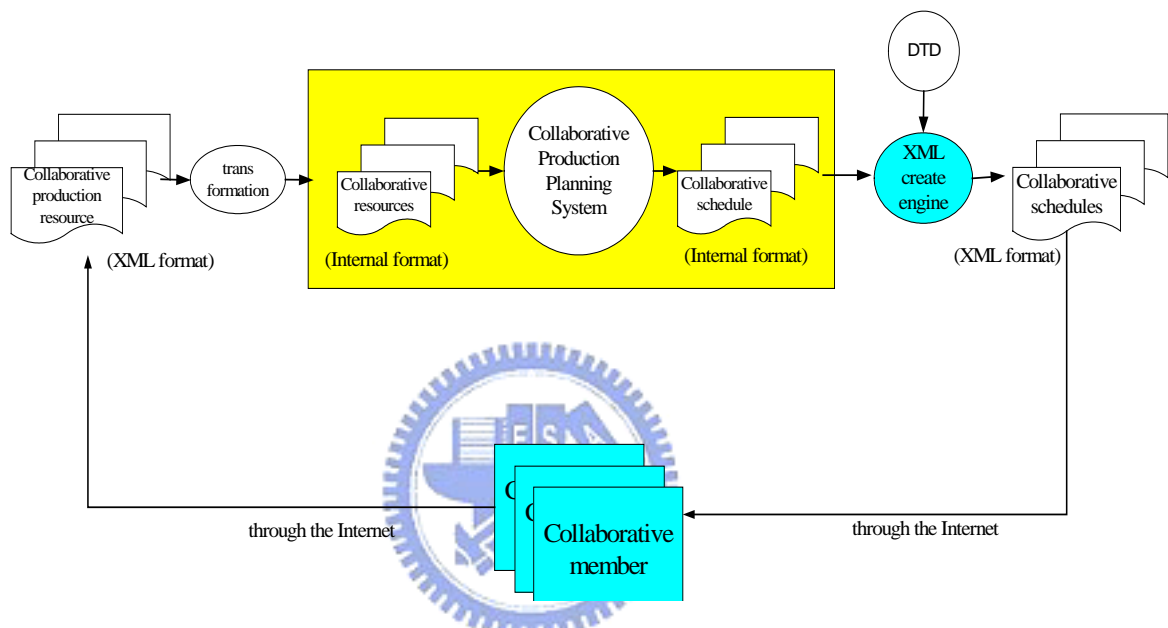 DTD
Collaborative
production
resource
(XML format)
trans
formation
Collaborative
resources
(Internal format)
Collaborative
Production
Planning
System
Collaborative
schedule
(Internal format)
XML
create
engine
Collaborative
schedules
(XML format)
through the Internet
C
C
Collaborative
member
through the Internet
E S